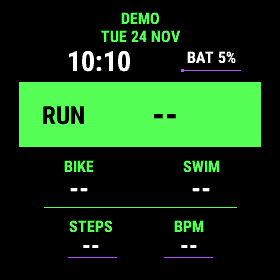 DEMO
TUE 24 NOV
10:10 BAT 5%
RUN --
BIKE SWIM
-- --
STEPS BPM
-- --